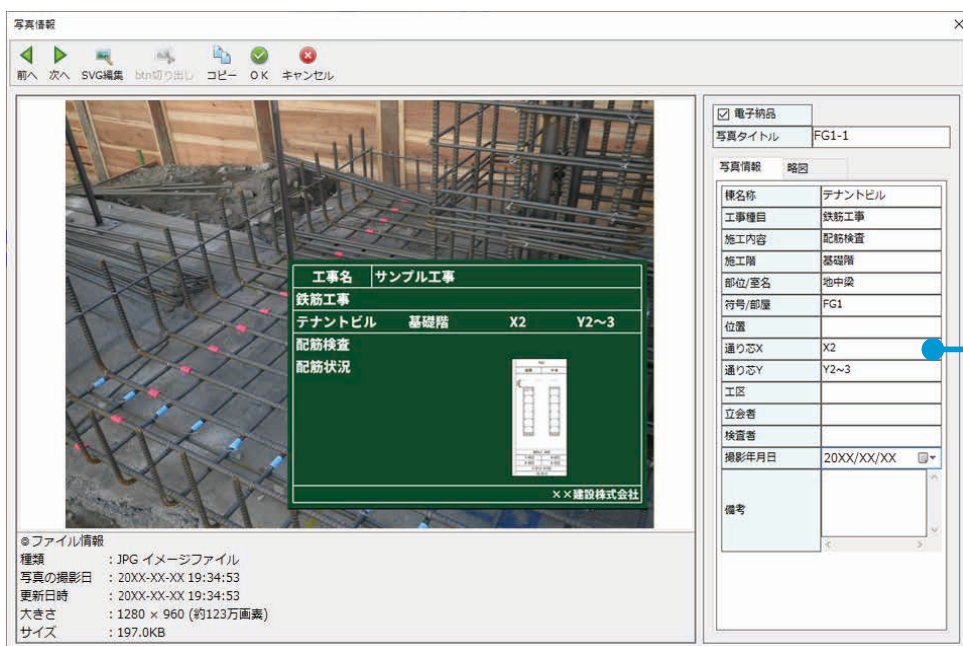 写真情報
前へ 次へ SVG編集 btn切り出し コピー OK キャンセル
工事名 サンプル工事
鉄筋工事
テナントビル 基礎階 X2 Y2～3
配筋検査
配筋状況
××建設株式会社
ファイル情報
種類 : JPG イメージファイル
写真の撮影日 : 20XX-XX-XX 19:34:53
更新日時 : 20XX-XX-XX 19:34:53
大きさ : 1280 × 960 (約123万画素)
サイズ : 197.0KB
電子納品
写真タイトル FG1-1
写真情報 略図
棟名称 テナントビル
工事種目 鉄筋工事
施工内容 配筋検査
施工階 基礎階
部位/室名 地中梁
符号/部屋 FG1
位置
通り芯X X2
通り芯Y Y2~3
工区
立会者
検査者
撮影年月日 20XX/XX/XX
備考